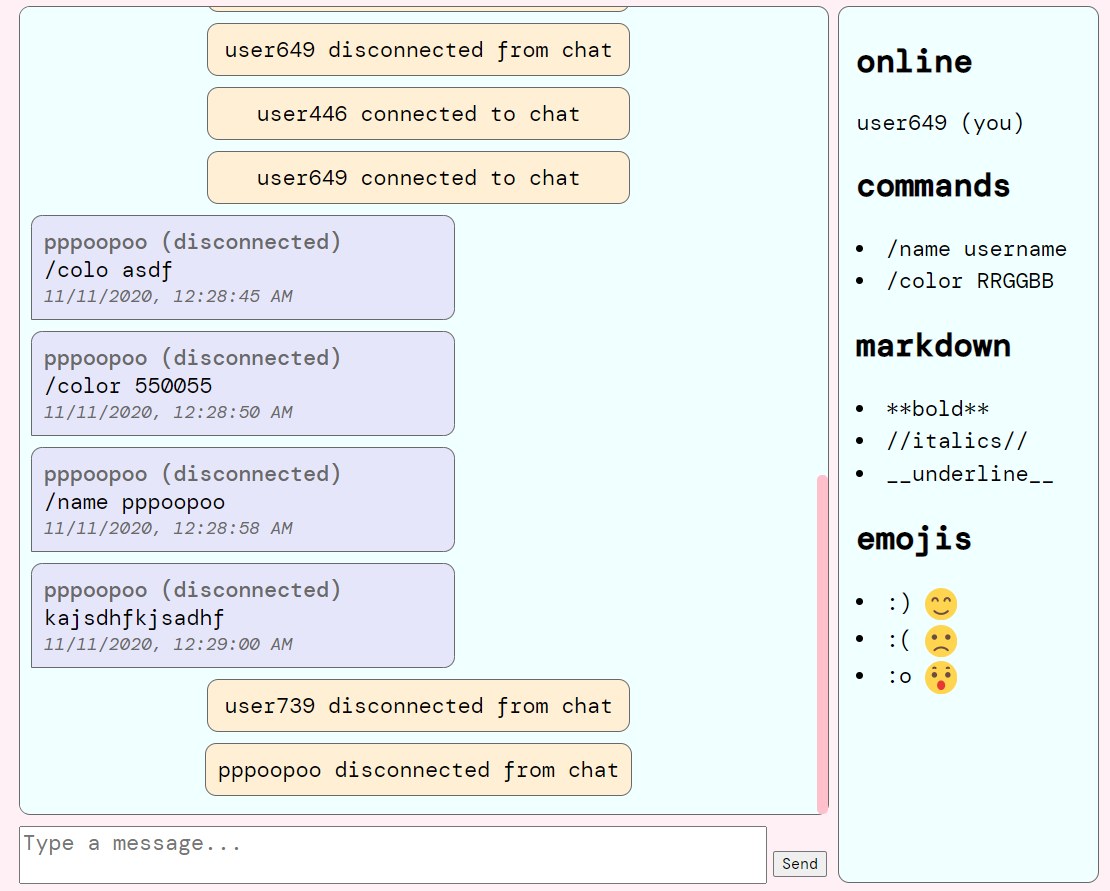 user649 disconnected from chat
user446 connected to chat
user649 connected to chat
pppoopoo (disconnected)
/colo asdf
11/11/2020, 12:28:45 AM
pppoopoo (disconnected)
/color 550055
11/11/2020, 12:28:50 AM
pppoopoo (disconnected)
/name pppoopoo
11/11/2020, 12:28:58 AM
pppoopoo (disconnected)
kajsdhfkjsadhf
11/11/2020, 12:29:00 AM
user739 disconnected from chat
pppoopoo disconnected from chat
Type a message...
Send
online
user649 (you)
commands
• /name username
• /color RRGGBB
markdown
• **bold**
• //italics//
• __underline__
emojis
• :) 😊
• :( 🙁
• :o 😮